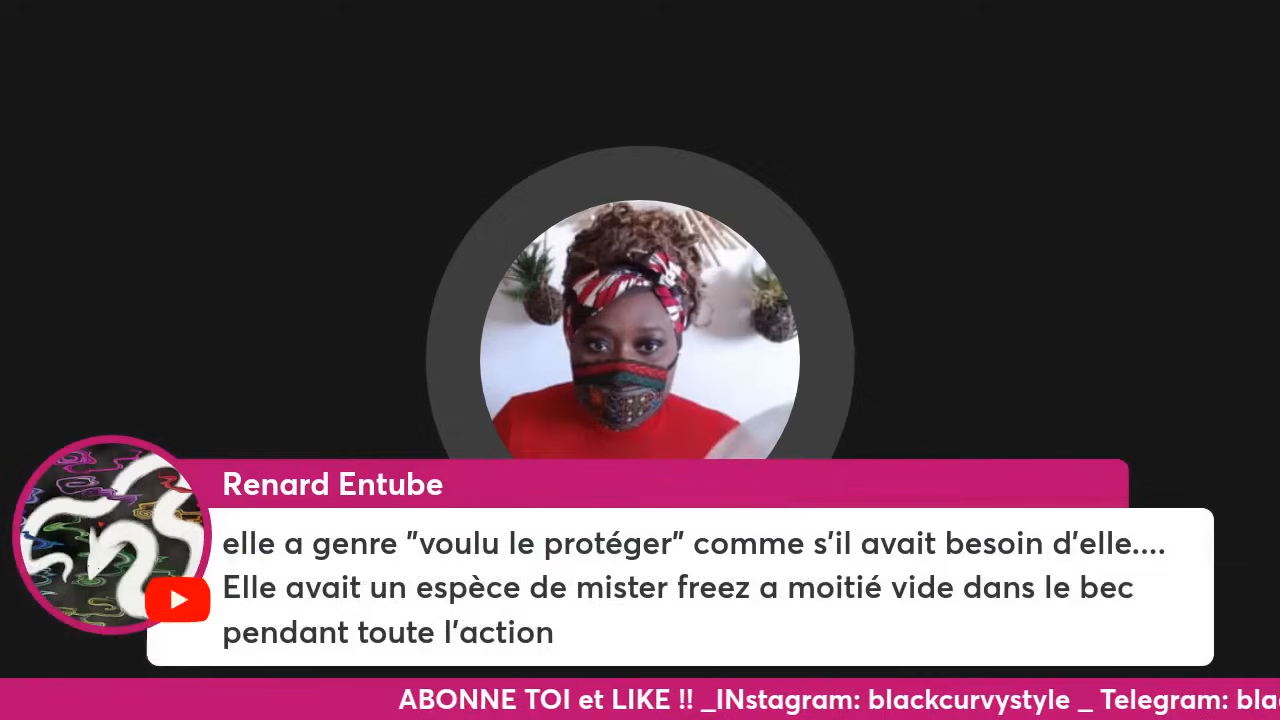 Renard Entube
elle a genre "voulu le protéger" comme s'il avait besoin d'elle....
Elle avait un espèce de mister freez a moitié vide dans le bec
pendant toute l'action
ABONNE TOI et LIKE !! _INstagram: blackcurvystyle _ Telegram: bla